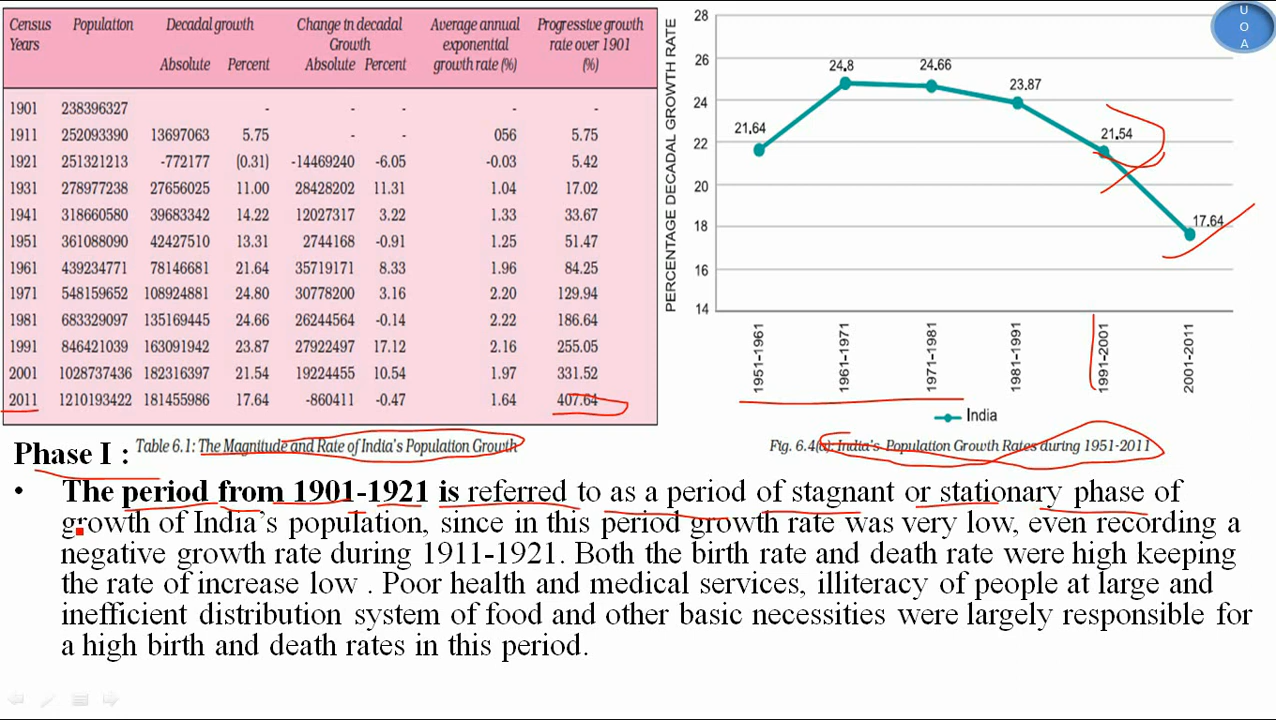 Census Years Population Decadal growth Change in decadal Growth Average annual exponential growth rate (%) Progressive growth rate over 1901 (%)
Absolute Percent Absolute Percent
1901 238396327 - - - - - -
1911 252093390 13697063 5.75 - - 056 5.75
1921 251321213 -772177 (0.31) -14469240 -6.05 -0.03 5.42
1931 278977238 27656025 11.00 28428202 11.31 1.04 17.02
1941 318660580 39683342 14.22 12027317 3.22 1.33 33.67
1951 361088090 42427510 13.31 2744168 -0.91 1.25 51.47
1961 439234771 78146681 21.64 35719171 8.33 1.96 84.25
1971 548159652 108924881 24.80 30778200 3.16 2.20 129.94
1981 683329097 135169445 24.66 26244564 -0.14 2.22 186.64
1991 846421039 163091942 23.87 27922497 17.12 2.16 255.05
2001 1028737436 182316397 21.54 19224455 10.54 1.97 331.52
2011 1210193422 181455986 17.64 -860411 -0.47 1.64 407.64
Table 6.1: The Magnitude and Rate of India's Population Growth
PERCENTAGE DECADAL GROWTH RATE
28
26
24
22
20
18
16
14
21.64
24.8
24.66
23.87
21.54
17.64
1951-1961
1961-1971
1971-1981
1981-1991
1991-2001
2001-2011
India
Fig. 6.4(a): India's Population Growth Rates during 1951-2011
U
O
A
Phase I :
• The period from 1901-1921 is referred to as a period of stagnant or stationary phase of
growth of India's population, since in this period growth rate was very low, even recording a
negative growth rate during 1911-1921. Both the birth rate and death rate were high keeping
the rate of increase low . Poor health and medical services, illiteracy of people at large and
inefficient distribution system of food and other basic necessities were largely responsible for
a high birth and death rates in this period.